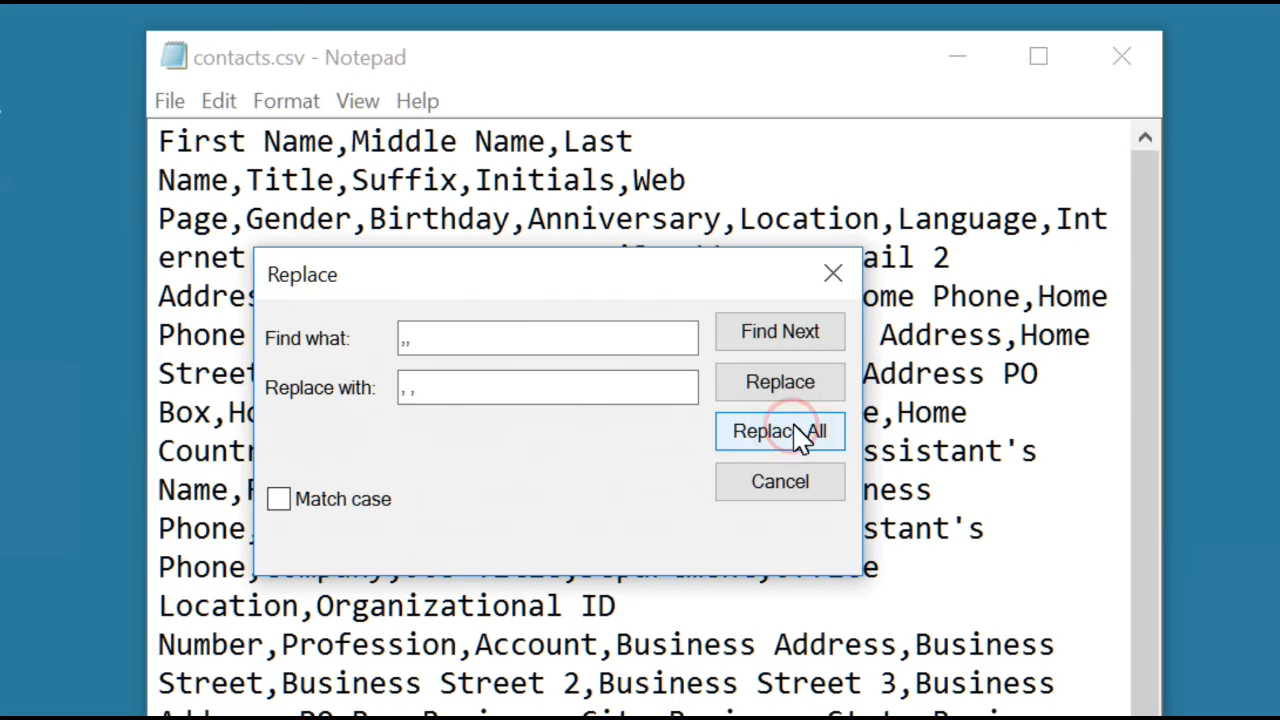 contacts.csv - Notepad
File Edit Format View Help
First Name,Middle Name,Last
Name,Title,Suffix,Initials,Web
Page,Gender,Birthday,Anniversary,Location,Language,Int
ernet ail 2
Addres ome Phone,Home
Phone Address,Home
Street Address PO
Box,Ho e,Home
Countr ssistant's
Name, ness
Phone, stant's
Phone,
Location,Organizational ID
Number,Profession,Account,Business Address,Business
Street,Business Street 2,Business Street 3,Business
Replace
Find what: ,,
Find Next
Replace with: , ,
Replace
Replace All
Cancel
Match case